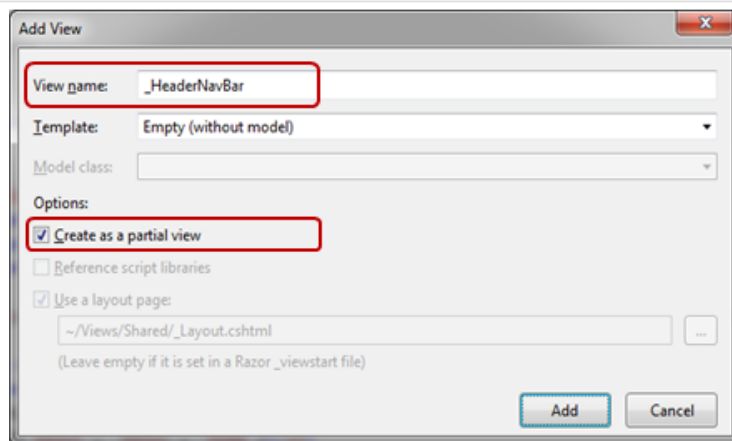 Add View
View name: _HeaderNavBar
Template: Empty (without model)
Model class:
Options:
Create as a partial view
Reference script libraries
Use a layout page:
~/Views/Shared/_Layout.cshtml ...
(Leave empty if it is set in a Razor _viewstart file)
Add Cancel